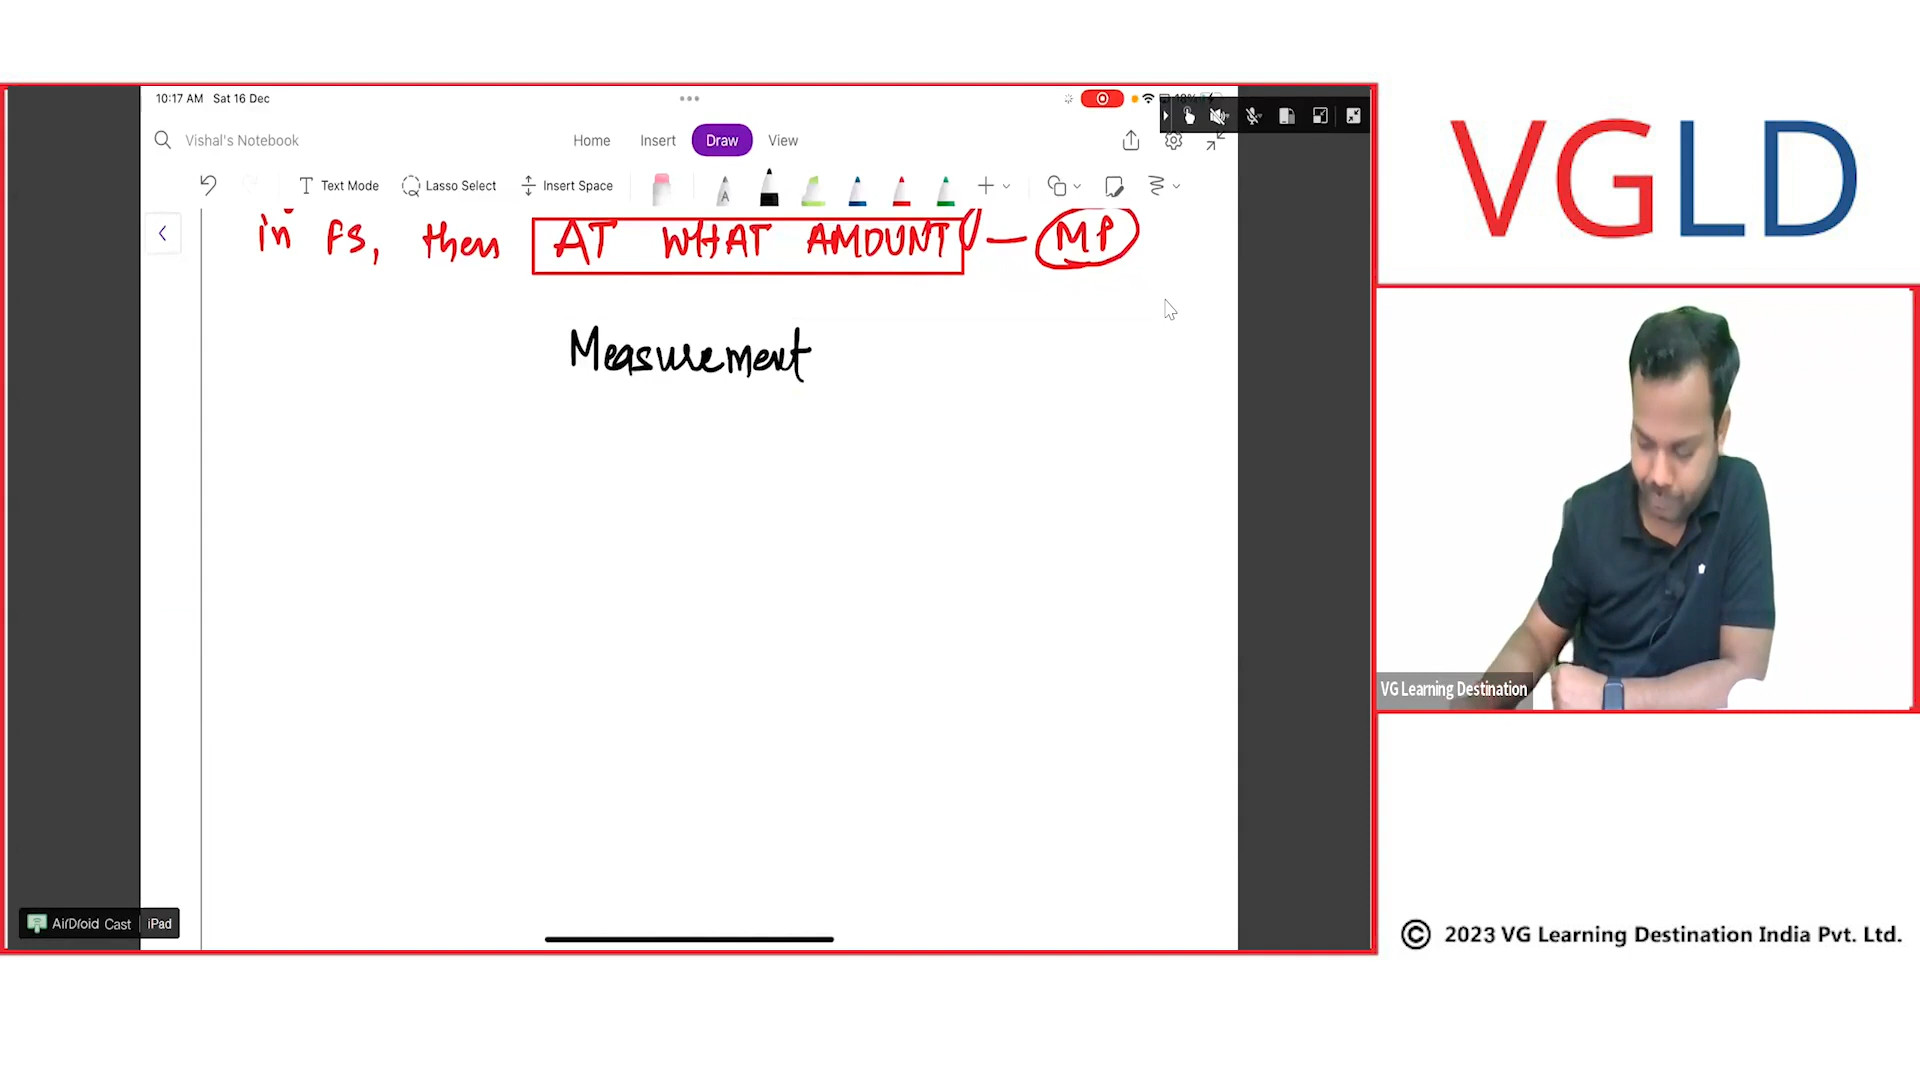 10:17 AM Sat 16 Dec
18%
Vishal's Notebook
Home Insert Draw View
Text Mode Lasso Select Insert Space
A
in FS, then AT WHAT AMOUNT — MP
Measurement
VGLD
VG Learning Destination
AirDroid Cast iPad
© 2023 VG Learning Destination India Pvt. Ltd.